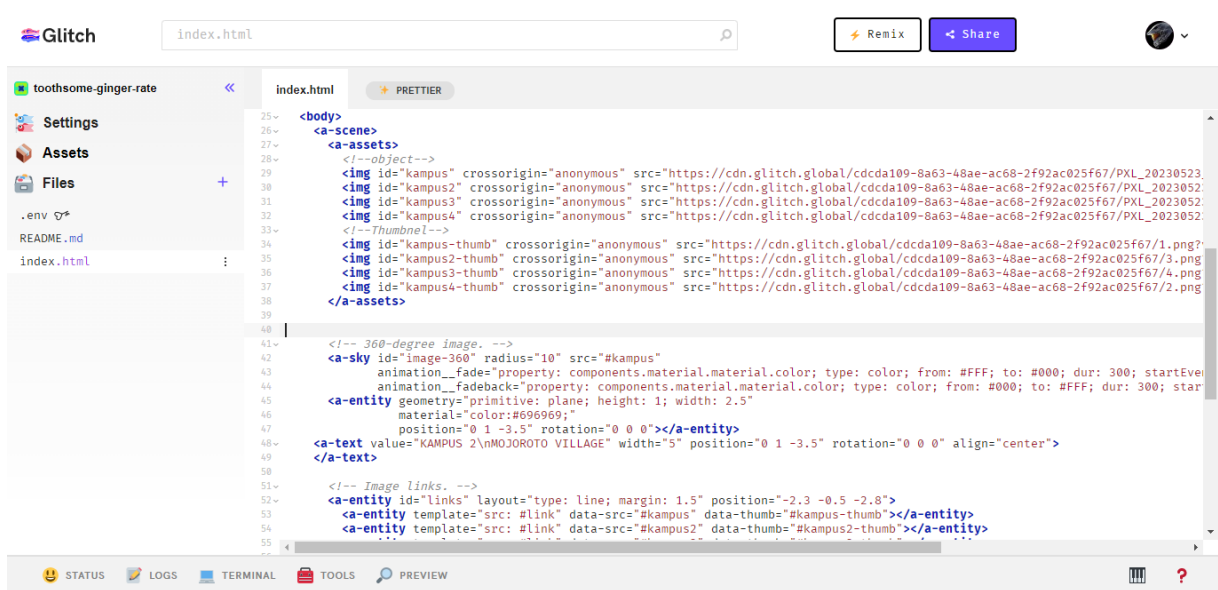 Glitch
index.html
Remix
Share
toothsome-ginger-rate
«
index.html
PRETTIER
Settings
Assets
Files +
.env
README.md
index.html
25 <body>
26 <a-scene>
27 <a-assets>
28 <!--object-->
29 <img id="kampus" crossorigin="anonymous" src="https://cdn.glitch.global/cdcda109-8a63-48ae-ac68-2f92ac025f67/PXL_20230523_
30 <img id="kampus2" crossorigin="anonymous" src="https://cdn.glitch.global/cdcda109-8a63-48ae-ac68-2f92ac025f67/PXL_2023052
31 <img id="kampus3" crossorigin="anonymous" src="https://cdn.glitch.global/cdcda109-8a63-48ae-ac68-2f92ac025f67/PXL_2023052
32 <img id="kampus4" crossorigin="anonymous" src="https://cdn.glitch.global/cdcda109-8a63-48ae-ac68-2f92ac025f67/PXL_2023052
33 <!--Thumbnel-->
34 <img id="kampus-thumb" crossorigin="anonymous" src="https://cdn.glitch.global/cdcda109-8a63-48ae-ac68-2f92ac025f67/1.png?
35 <img id="kampus2-thumb" crossorigin="anonymous" src="https://cdn.glitch.global/cdcda109-8a63-48ae-ac68-2f92ac025f67/3.png
36 <img id="kampus3-thumb" crossorigin="anonymous" src="https://cdn.glitch.global/cdcda109-8a63-48ae-ac68-2f92ac025f67/4.png
37 <img id="kampus4-thumb" crossorigin="anonymous" src="https://cdn.glitch.global/cdcda109-8a63-48ae-ac68-2f92ac025f67/2.png
38 </a-assets>
39
40
41 <!-- 360-degree image. -->
42 <a-sky id="image-360" radius="10" src="#kampus"
43 animation__fade="property: components.material.material.color; type: color; from: #FFF; to: #000; dur: 300; startEve
44 animation__fadeback="property: components.material.material.color; type: color; from: #000; to: #FFF; dur: 300; star
45 <a-entity geometry="primitive: plane; height: 1; width: 2.5"
46 material="color:#696969;"
47 position="0 1 -3.5" rotation="0 0 0"></a-entity>
48 <a-text value="KAMPUS 2\nMOJOROTO VILLAGE" width="5" position="0 1 -3.5" rotation="0 0 0" align="center">
49 </a-text>
50
51 <!-- Image links. -->
52 <a-entity id="links" layout="type: line; margin: 1.5" position="-2.3 -0.5 -2.8">
53 <a-entity template="src: #link" data-src="#kampus" data-thumb="#kampus-thumb"></a-entity>
54 <a-entity template="src: #link" data-src="#kampus2" data-thumb="#kampus2-thumb"></a-entity>
55
STATUS
LOGS
TERMINAL
TOOLS
PREVIEW
?